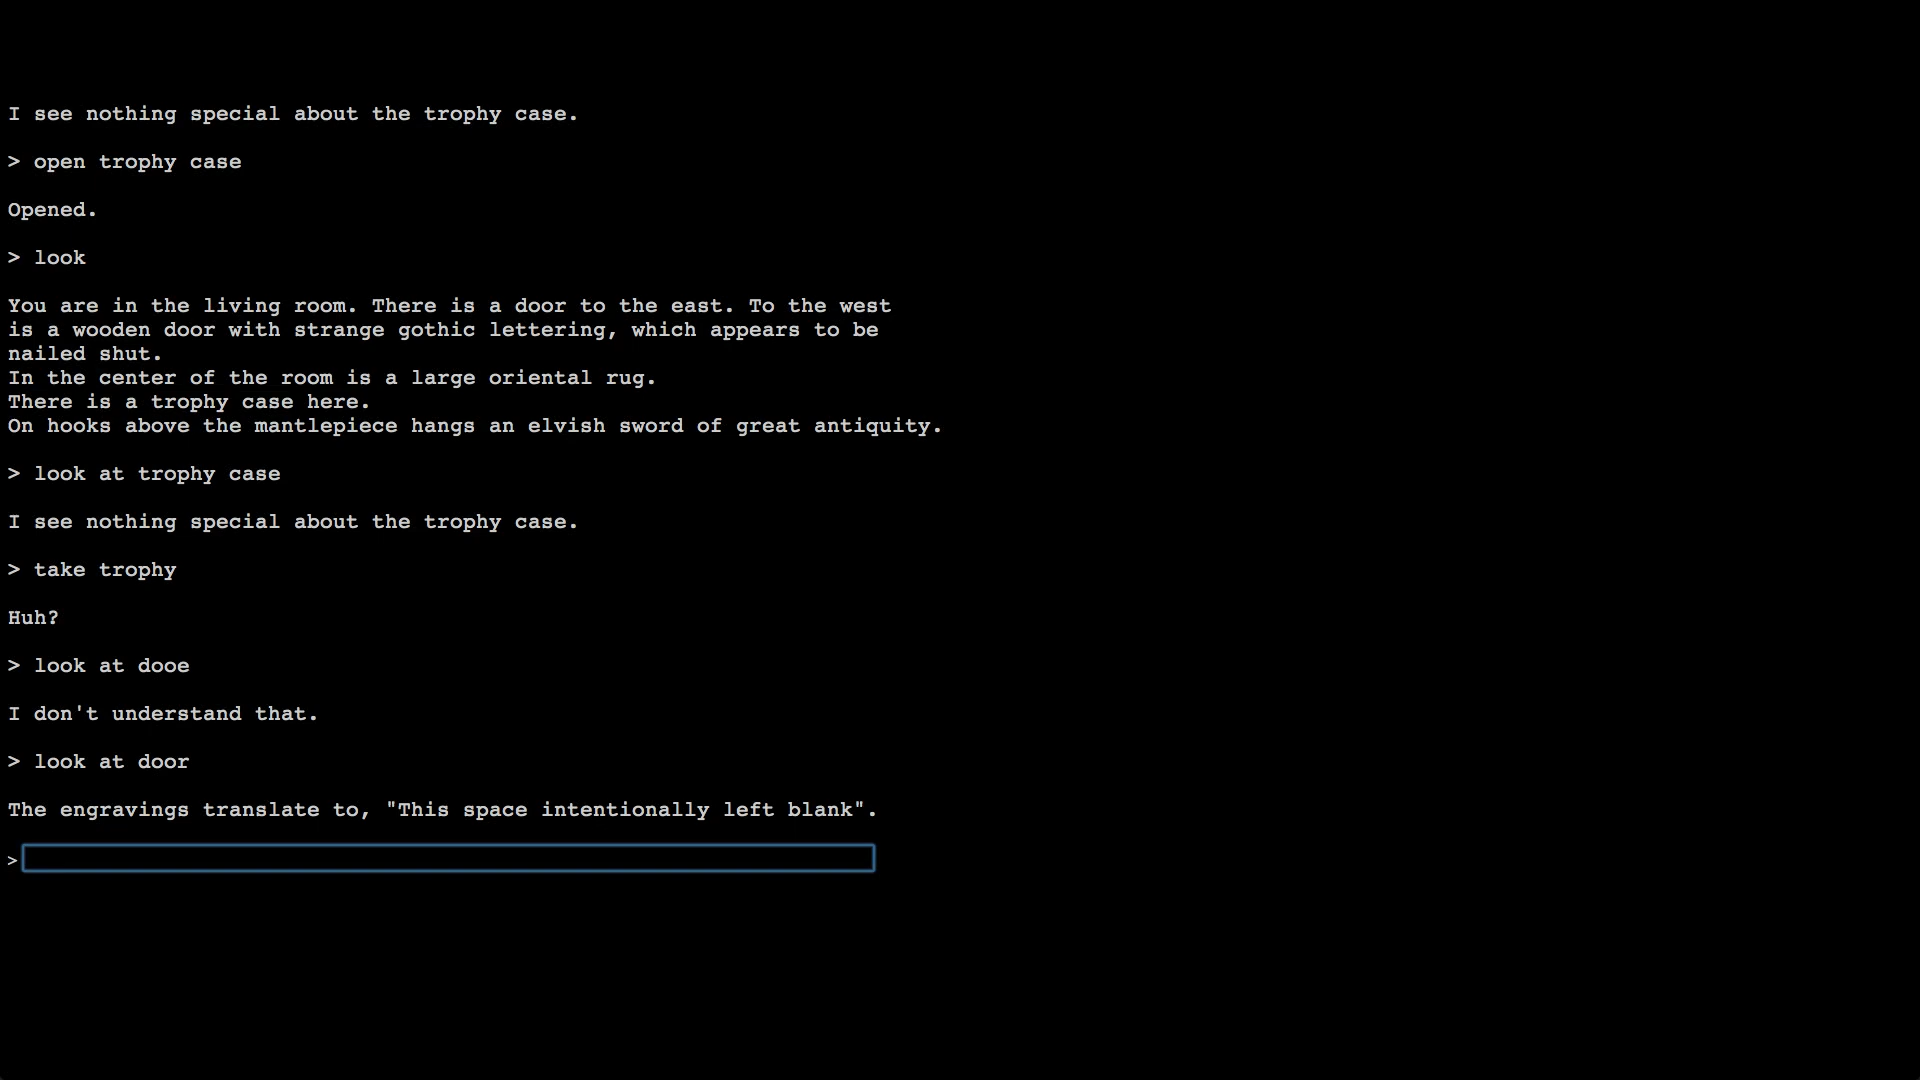 I see nothing special about the trophy case.
> open trophy case
Opened.
> look
You are in the living room. There is a door to the east. To the west
is a wooden door with strange gothic lettering, which appears to be
nailed shut.
In the center of the room is a large oriental rug.
There is a trophy case here.
On hooks above the mantlepiece hangs an elvish sword of great antiquity.
> look at trophy case
I see nothing special about the trophy case.
> take trophy
Huh?
> look at dooe
I don't understand that.
> look at door
The engravings translate to, "This space intentionally left blank".
>